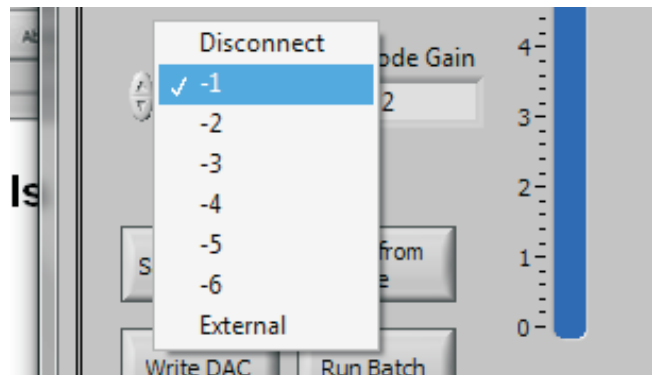 Disconnect
-1
-2
-3
-4
-5
-6
External
ode Gain
2
4
3
2
1
0
ls
S
from
e
Write DAC
Run Batch